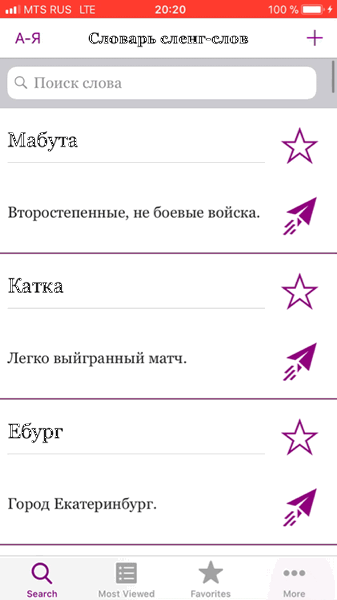 MTS RUS LTE 20:20 100 %
А-Я Словарь сленг-слов
Поиск слова
Мабута
Второстепенные, не боевые войска.
Катка
Легко выйгранный матч.
Ебург
Город Екатеринбург.
Search Most Viewed Favorites More